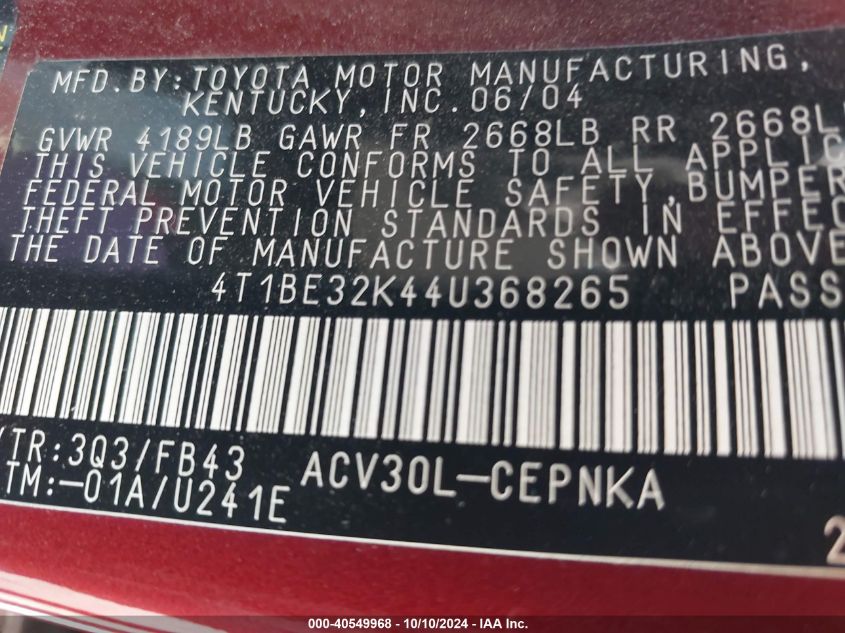 MFD.BY:TOYOTA MOTOR MANUFACTURING,
KENTUCKY,INC.06/04
GVWR 4189LB GAWR FR 2668LB RR 2668L
THIS VEHICLE CONFORMS TO ALL APPLIC
FEDERAL MOTOR VEHICLE SAFETY,BUMPER
THEFT PREVENTION STANDARDS IN EFFEC
THE DATE OF MANUFACTURE SHOWN ABOVE
4T1BE32K44U368265 PASS
/TR:3Q3/FB43 ACV30L-CEPNKA
TM:-01A/U241E
2
000-40549968 - 10/10/2024 - IAA Inc.